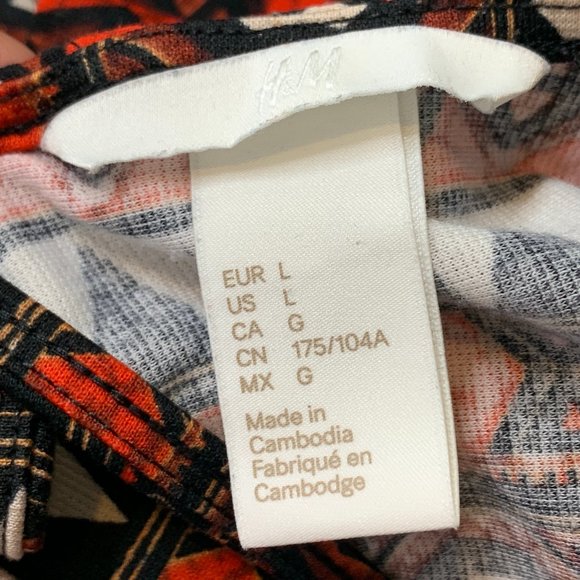 H&M
EUR L
US L
CA G
CN 175/104A
MX G
Made in
Cambodia
Fabriqué en
Cambodge